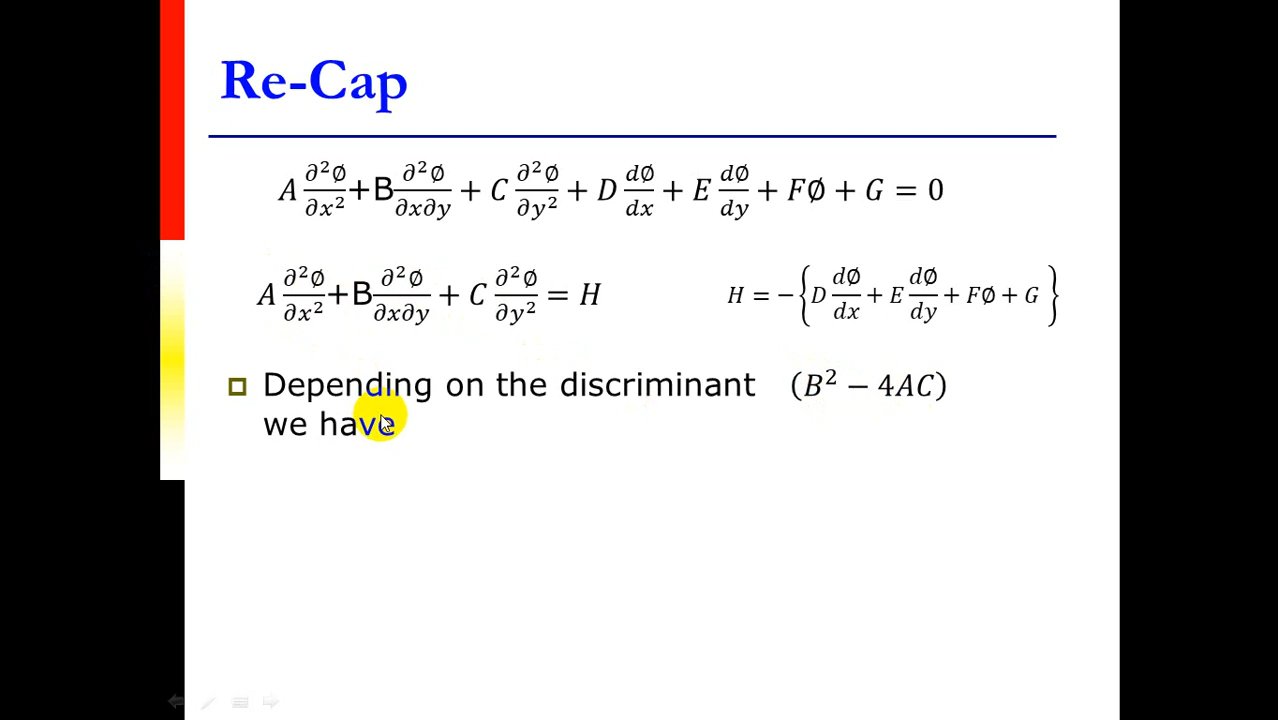 Re-Cap
A ∂²∅/∂x² +B ∂²∅/∂x∂y + C ∂²∅/∂y² + D d∅/dx + E d∅/dy + F∅ + G = 0
A ∂²∅/∂x² +B ∂²∅/∂x∂y + C ∂²∅/∂y² = H
H = −{D d∅/dx + E d∅/dy + F∅ + G}
Depending on the discriminant (B² − 4AC)
we have